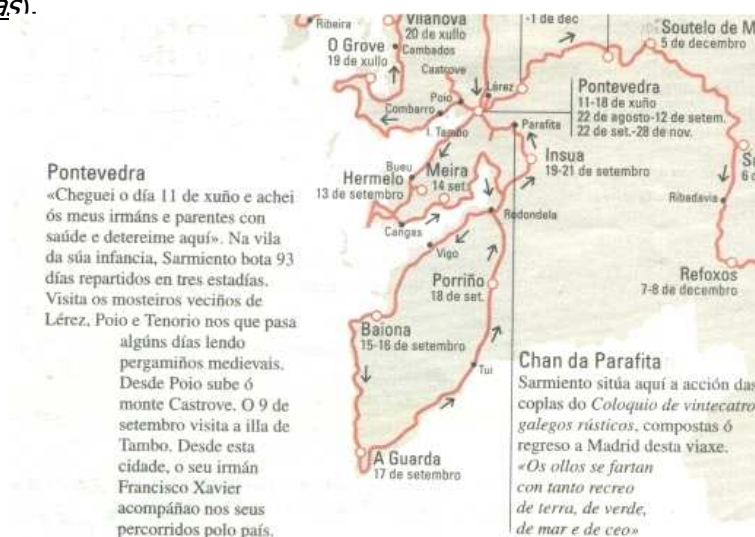 as).
Ribeira
Vilanova
20 de xullo
-1 de dec
Soutelo de M
5 de decembro
O Grove
19 de xullo
Cambados
Castrove
Lérez
Poio
Combarro
I. Tambo
Pontevedra
11-18 de xuño
22 de agosto-12 de setem.
22 de set.-28 de nov.
Parafita
Insua
19-21 de setembro
Bueu
Meira
14 set.
Hermelo
13 de setembro
Cangas
Redondela
Vigo
Ribadavia
6 d
Porriño
18 de set.
Refoxos
7-8 de decembro
Baiona
15-16 de setembro
Tui
A Guarda
17 de setembro
Pontevedra
«Cheguei o día 11 de xuño e achei
ós meus irmáns e parentes con
saúde e detereime aquí». Na vila
da súa infancia, Sarmiento bota 93
días repartidos en tres estadías.
Visita os mosteiros veciños de
Lérez, Poio e Tenorio nos que pasa
algúns días lendo
pergamiños medievais.
Desde Poio sube ó
monte Castrove. O 9 de
setembro visita a illa de
Tambo. Desde esta
cidade, o seu irmán
Francisco Xavier
acompáñao nos seus
percorridos polo país.
Chan da Parafita
Sarmiento sitúa aquí a acción das
coplas do Coloquio de vintecatro
galegos rústicos, compostas ó
regreso a Madrid desta viaxe.
«Os ollos se fartan
con tanto recreo
de terra, de verde,
de mar e de ceo»